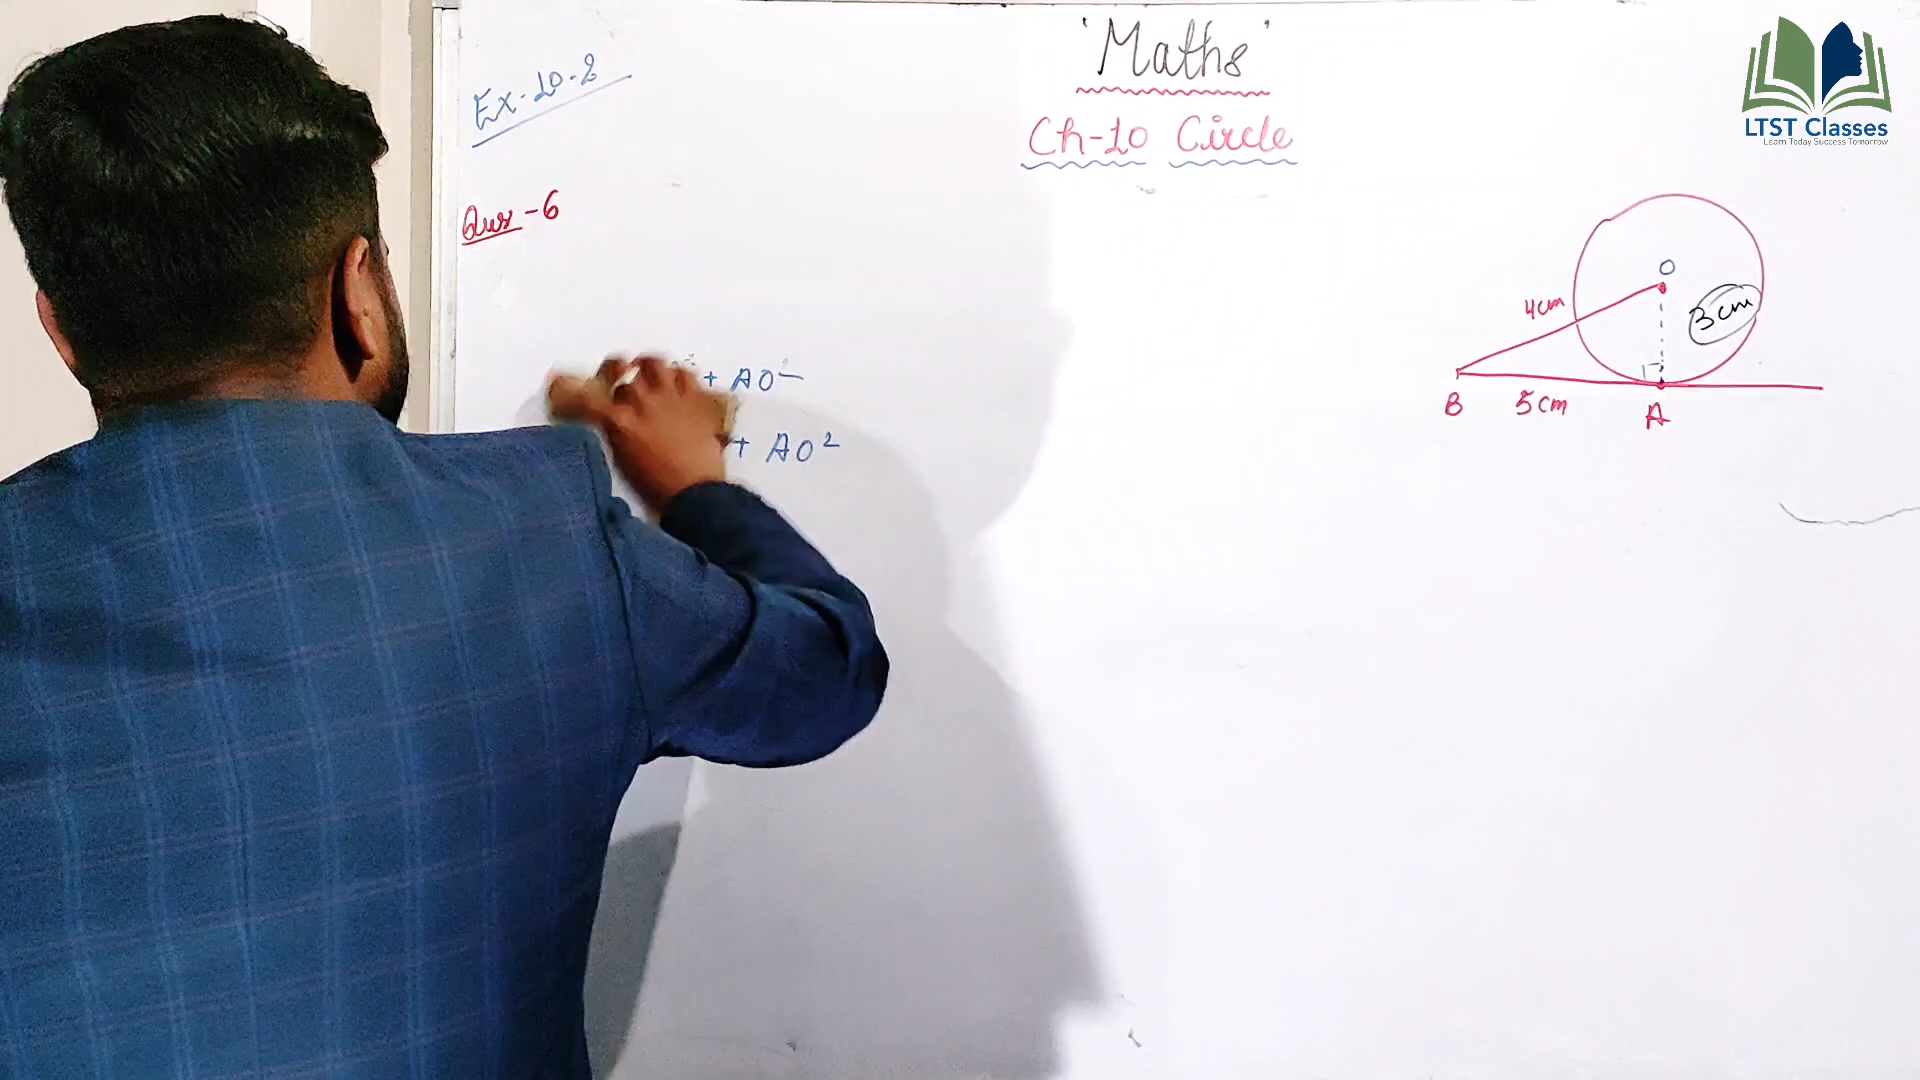 'Maths'
Ch-10 Circle
LTST Classes
Learn Today Success Tomorrow
Ex-10.2
Qus-6
+ AO²
+ AO²
O
4cm
3cm
B
5cm
A